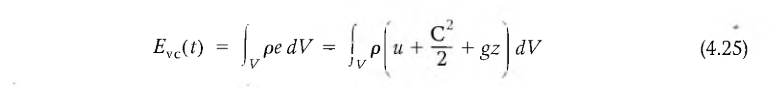 E_vc(t) = ∫_V ρe dV = ∫_V ρ(u + C²/2 + gz) dV (4.25)